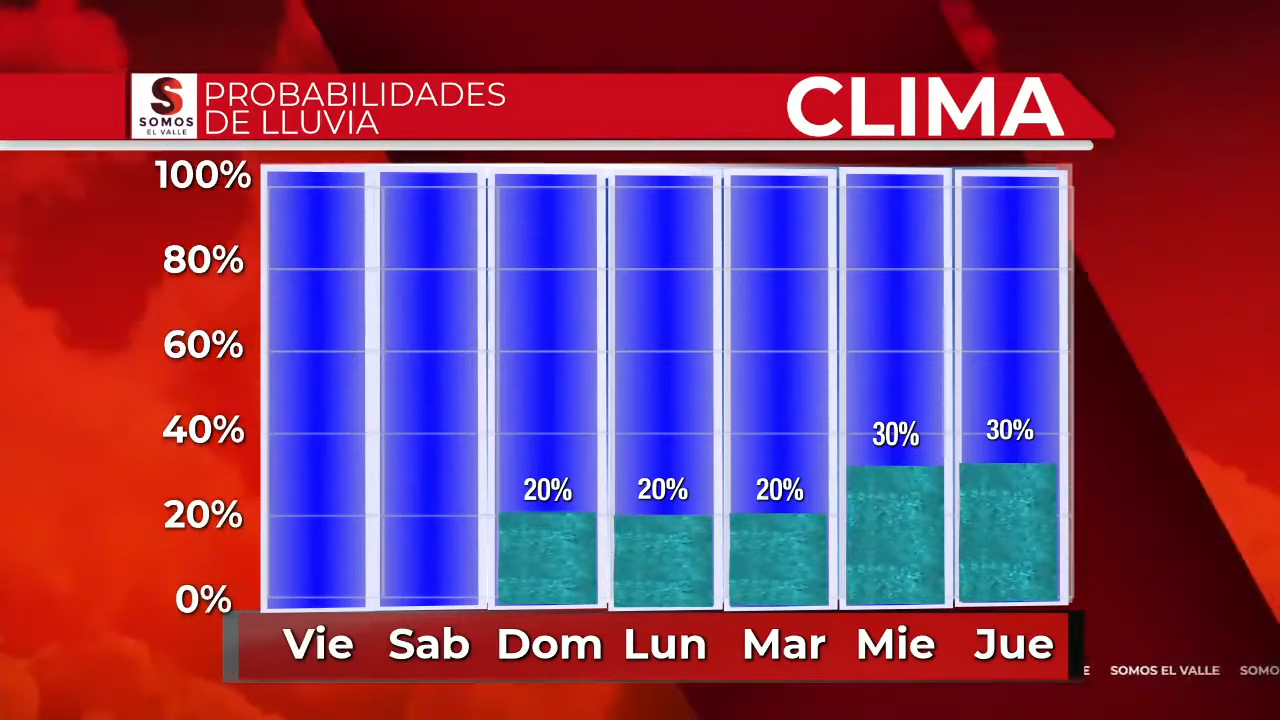 SOMOS
EL VALLE
PROBABILIDADES
DE LLUVIA
CLIMA
100%
80%
60%
40%
20%
0%
20%
20%
20%
30%
30%
Vie Sab Dom Lun Mar Mie Jue
E SOMOS EL VALLE SOMO